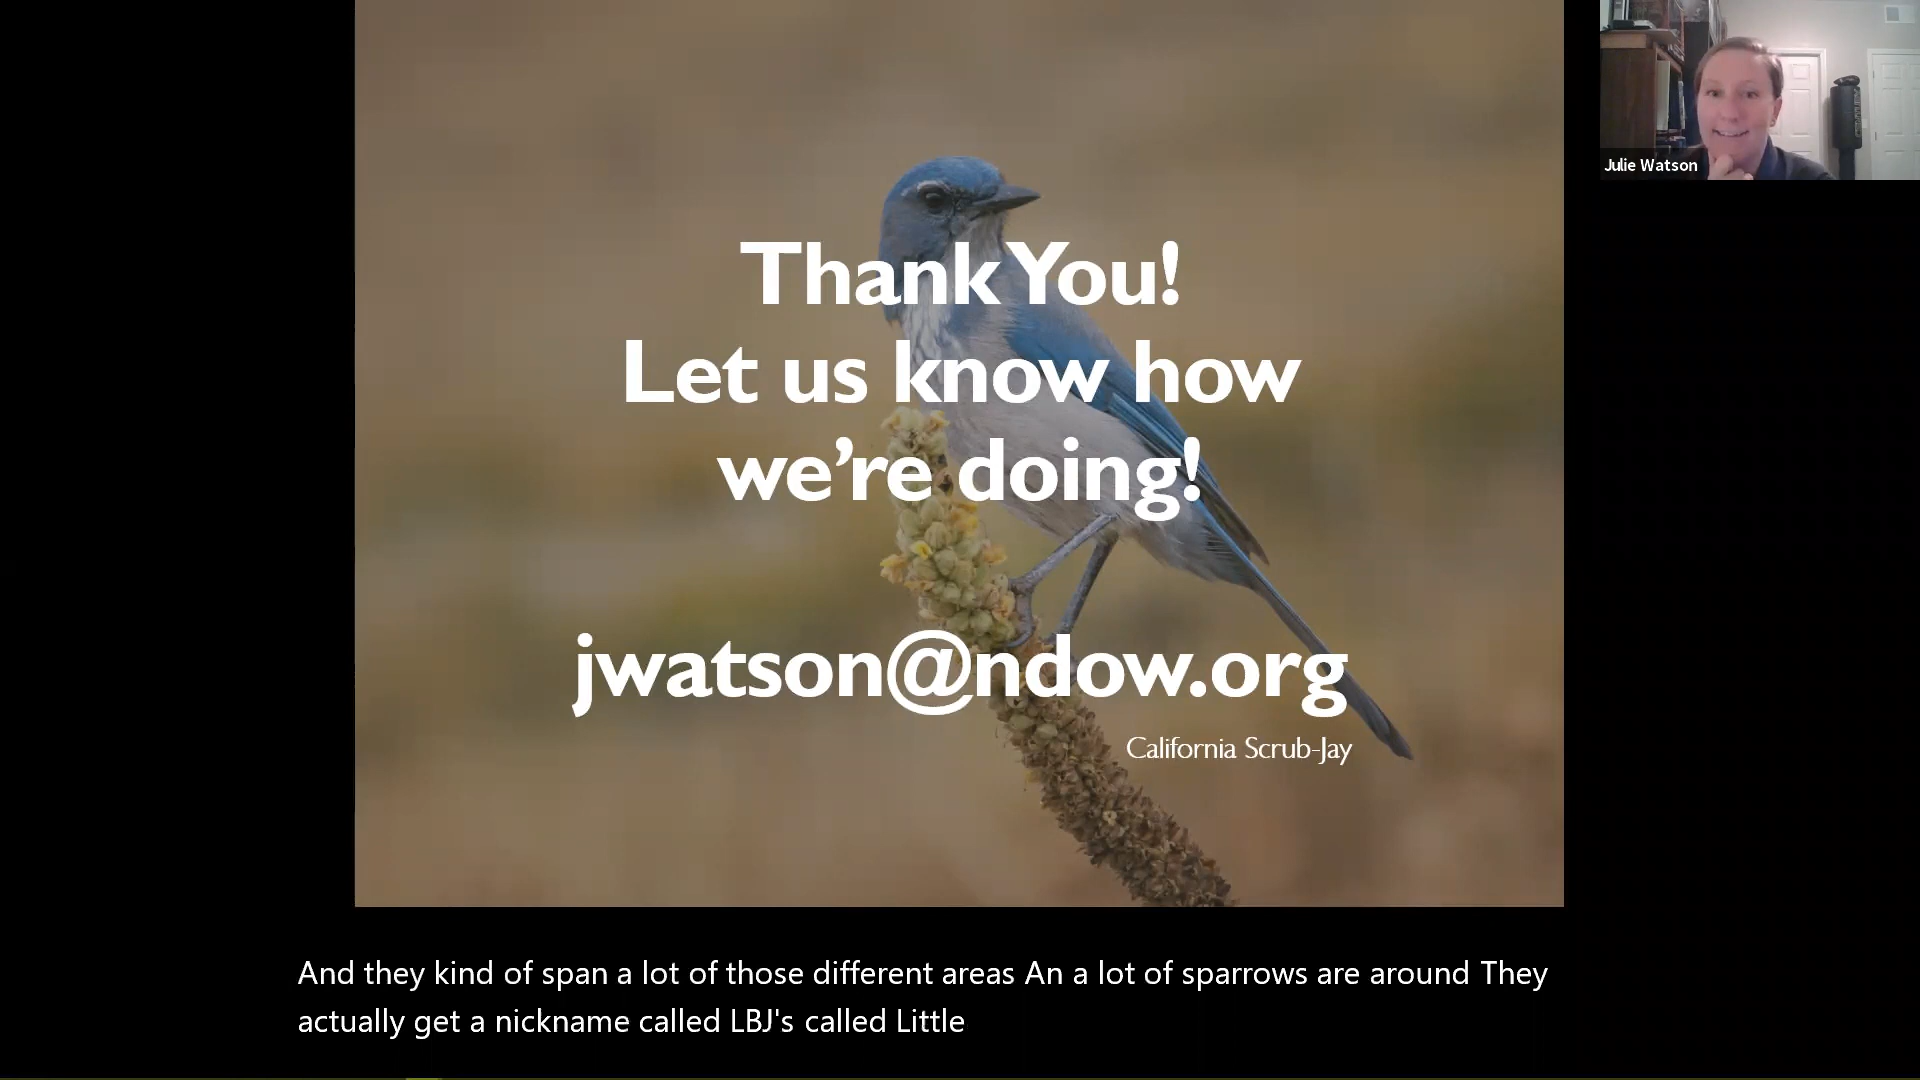 Thank You!
Let us know how
we're doing!
jwatson@ndow.org
California Scrub-Jay
Julie Watson
And they kind of span a lot of those different areas An a lot of sparrows are around They
actually get a nickname called LBJ's called Little